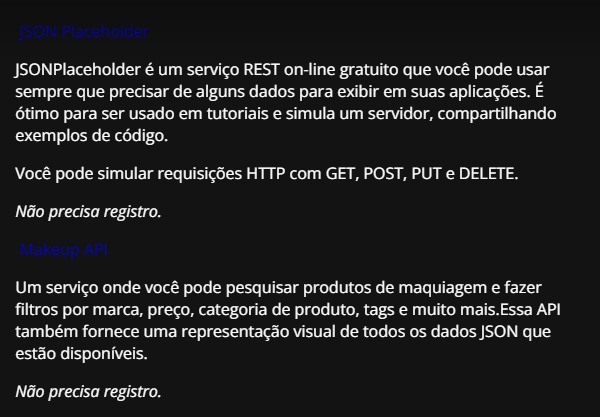 JSON Placeholder
JSONPlaceholder é um serviço REST on-line gratuito que você pode usar
sempre que precisar de alguns dados para exibir em suas aplicações. É
ótimo para ser usado em tutoriais e simula um servidor, compartilhando
exemplos de código.
Você pode simular requisições HTTP com GET, POST, PUT e DELETE.
Não precisa registro.
Makeup API
Um serviço onde você pode pesquisar produtos de maquiagem e fazer
filtros por marca, preço, categoria de produto, tags e muito mais.Essa API
também fornece uma representação visual de todos os dados JSON que
estão disponíveis.
Não precisa registro.